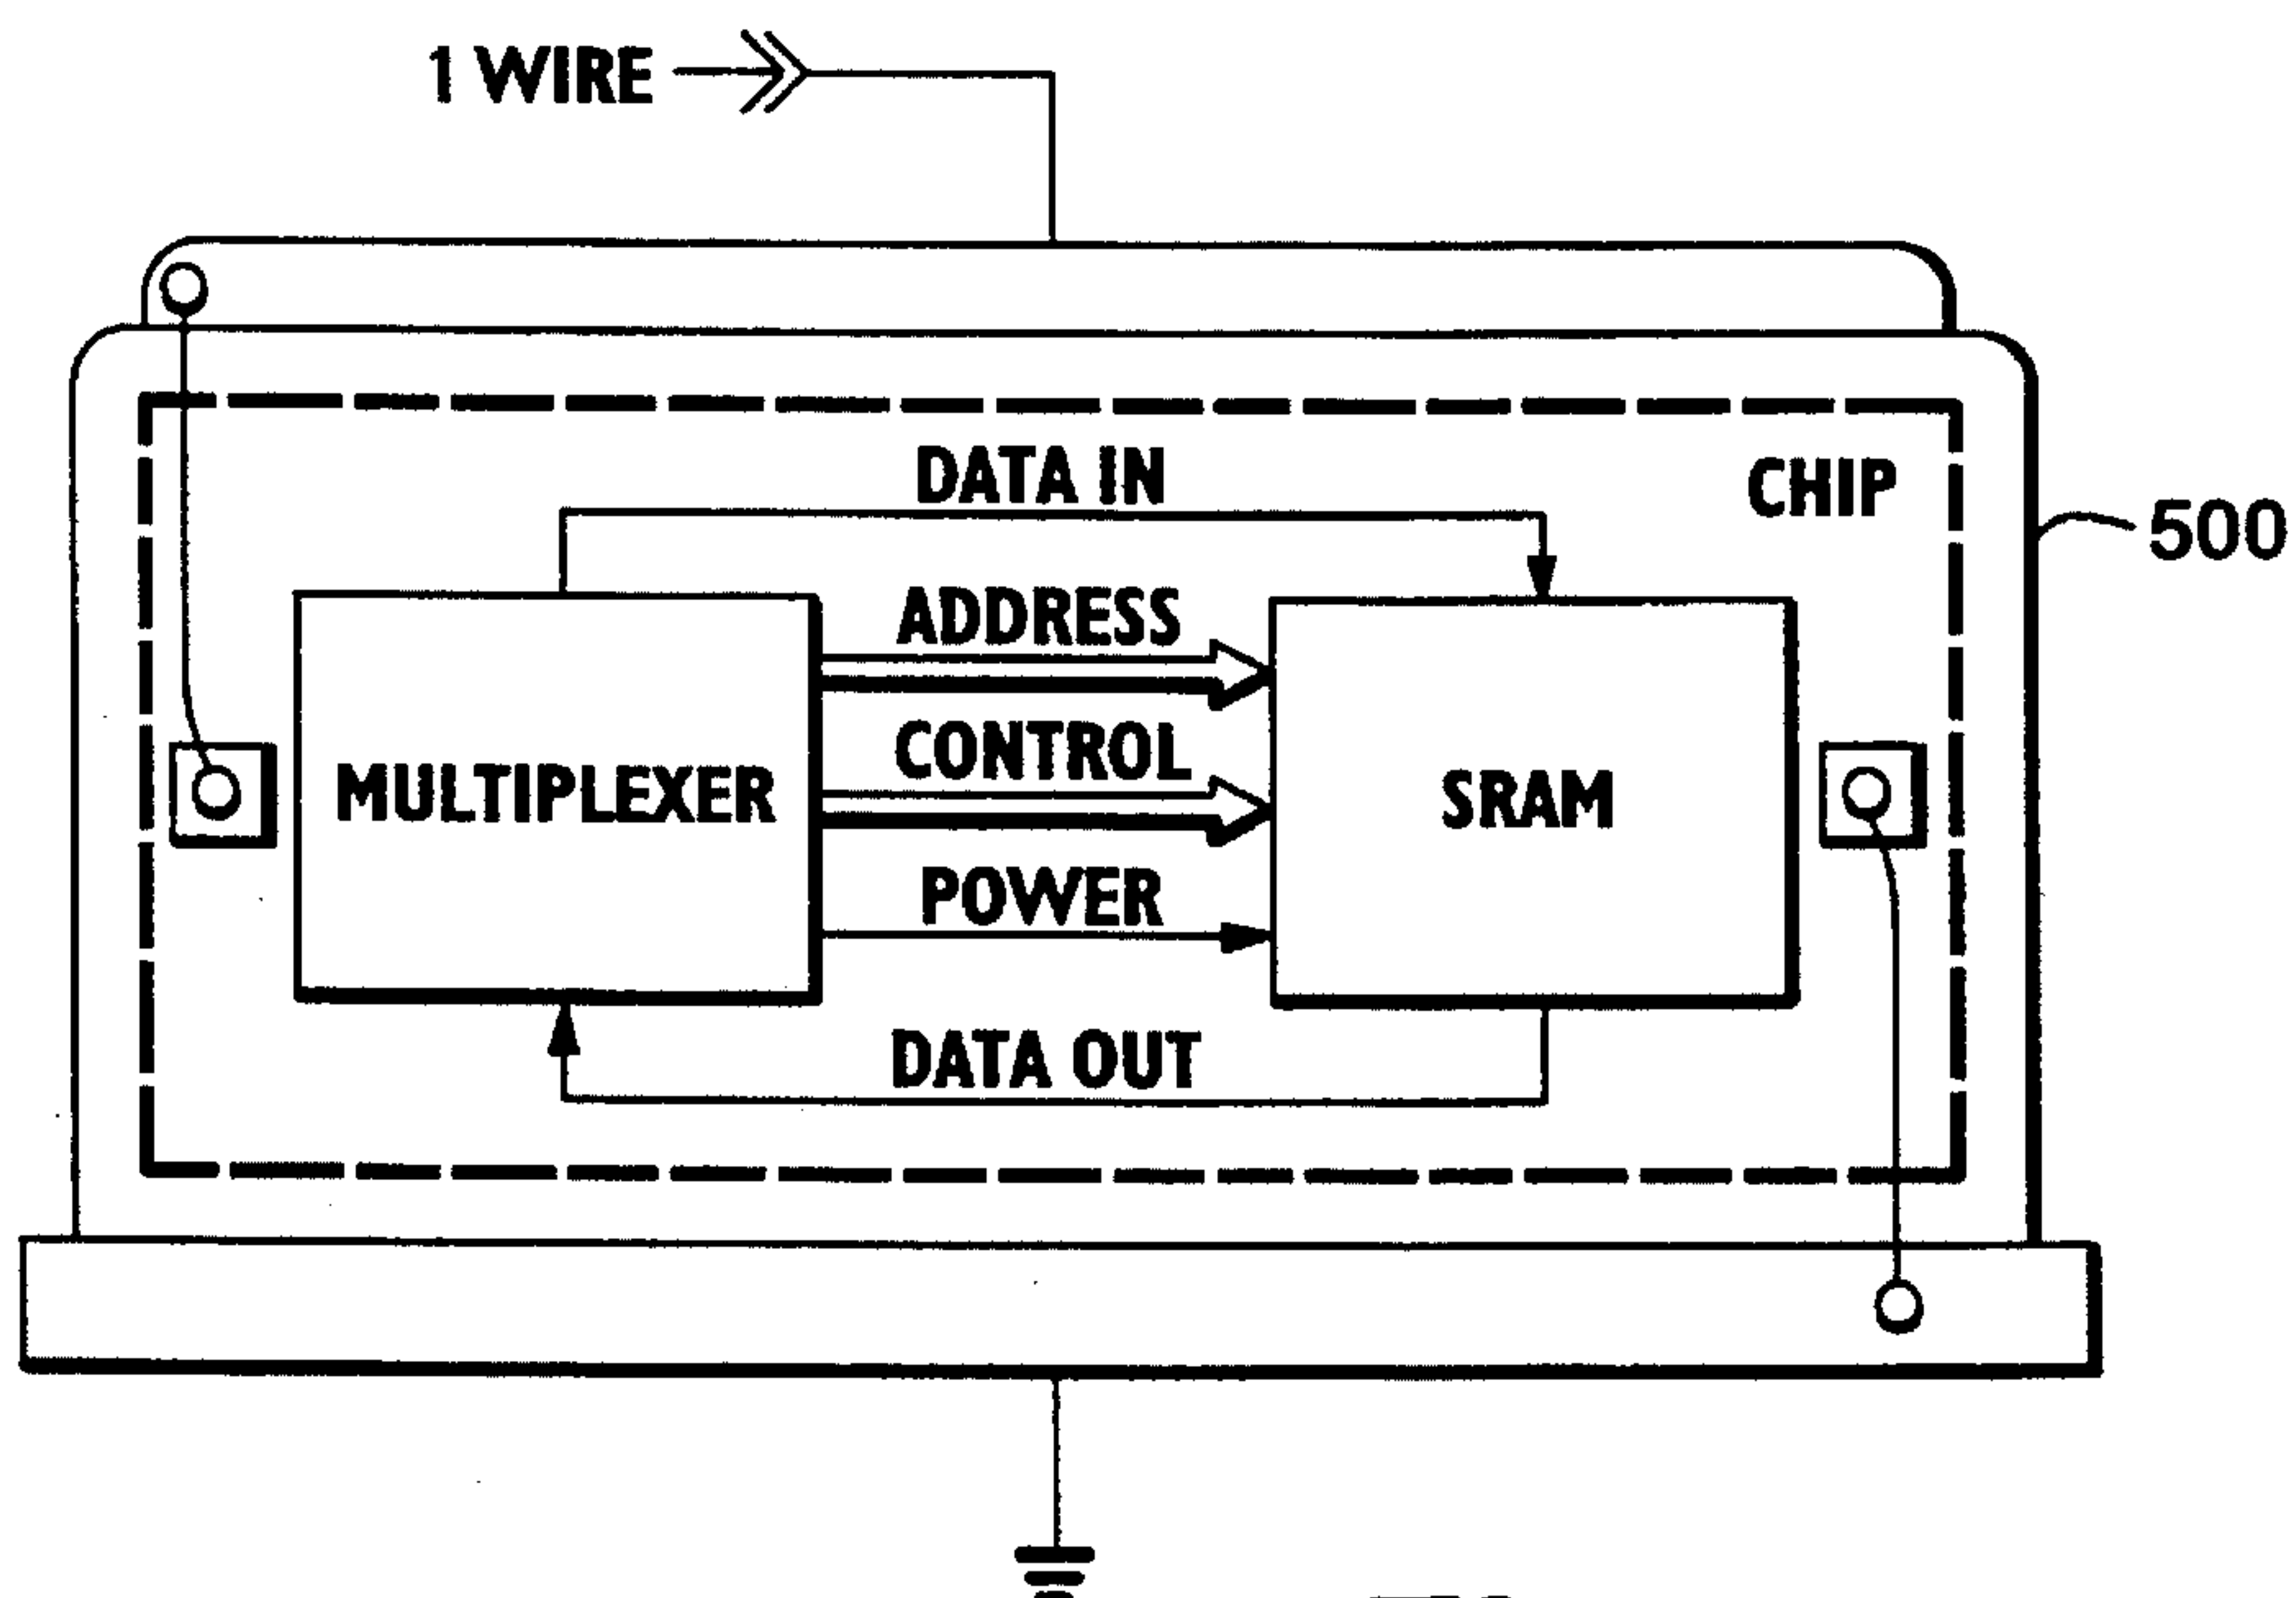 1 WIRE
DATA IN
CHIP
500
ADDRESS
CONTROL
MULTIPLEXER
SRAM
POWER
DATA OUT